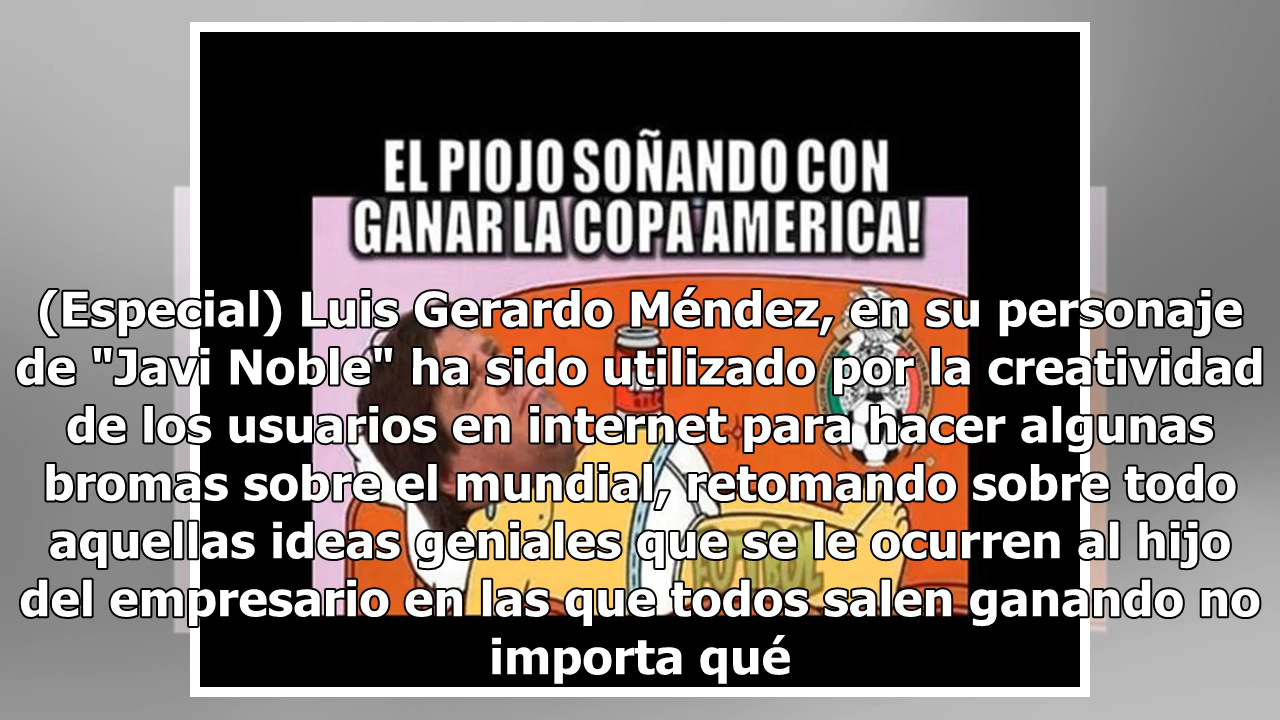 EL PIOJO SOÑANDO CON
GANAR LA COPA AMERICA!
(Especial) Luis Gerardo Méndez, en su personaje
de "Javi Noble" ha sido utilizado por la creatividad
de los usuarios en internet para hacer algunas
bromas sobre el mundial, retomando sobre todo
aquellas ideas geniales que se le ocurren al hijo
del empresario en las que todos salen ganando no
importa qué
FUTBOL